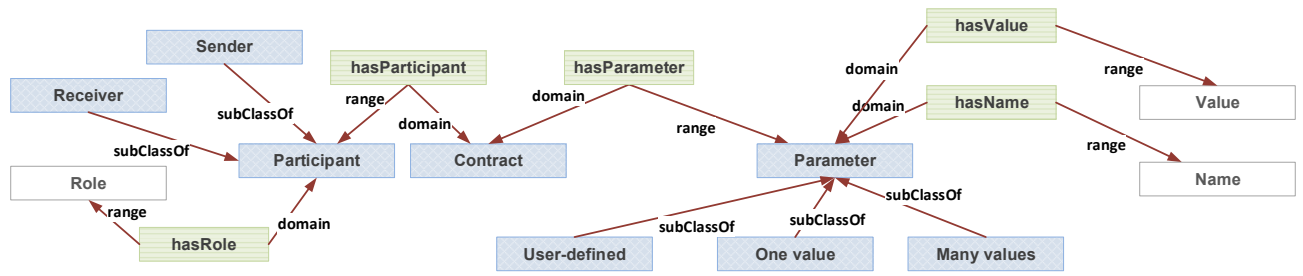 hasValue
Sender
hasParticipant
hasParameter
domain
range
Receiver
range
domain
hasName
Value
subClassOf
domain
domain
range
range
subClassOf
Participant
Contract
Parameter
Role
Name
range
domain
subClassOf
subClassOf
subClassOf
hasRole
User-defined
One value
Many values